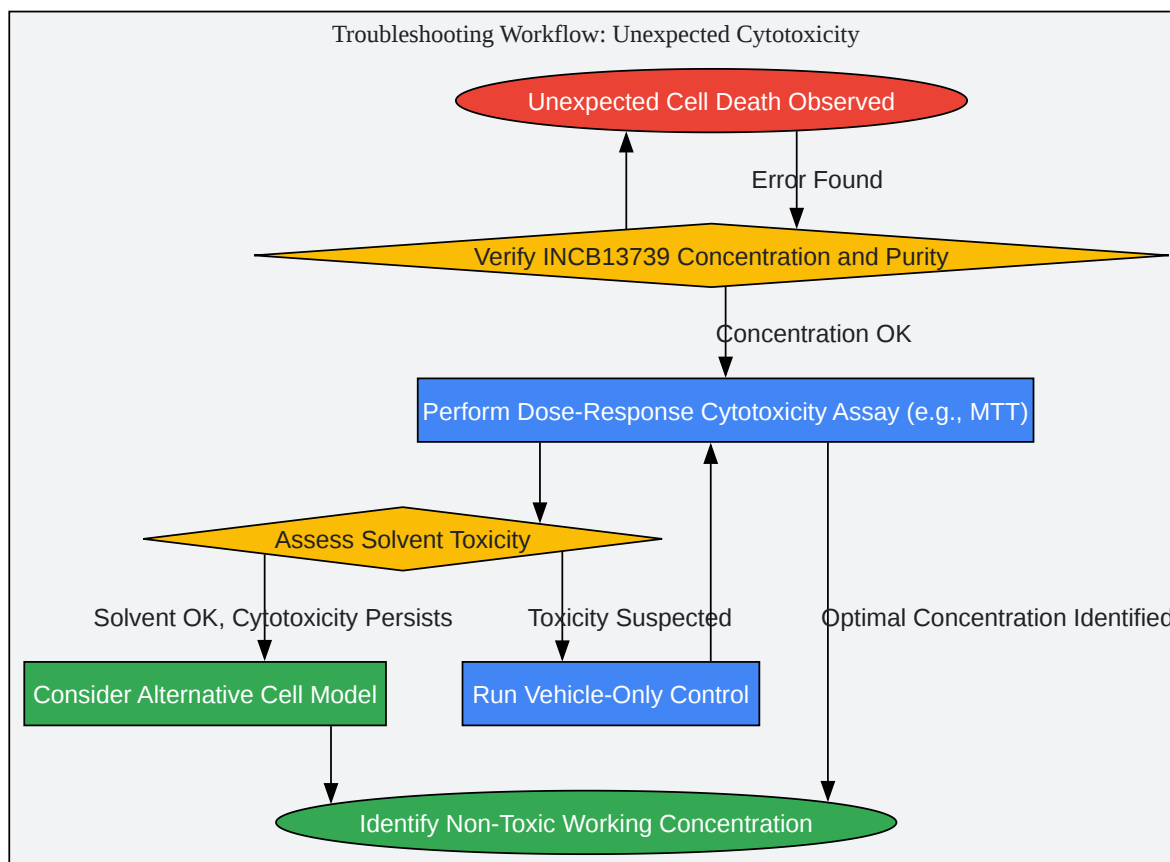 Troubleshooting Workflow: Unexpected Cytotoxicity
Unexpected Cell Death Observed
Error Found
Verify INCB13739 Concentration and Purity
Concentration OK
Perform Dose-Response Cytotoxicity Assay (e.g., MTT)
Assess Solvent Toxicity
Solvent OK, Cytotoxicity Persists
Toxicity Suspected
Optimal Concentration Identified
Consider Alternative Cell Model
Run Vehicle-Only Control
Identify Non-Toxic Working Concentration